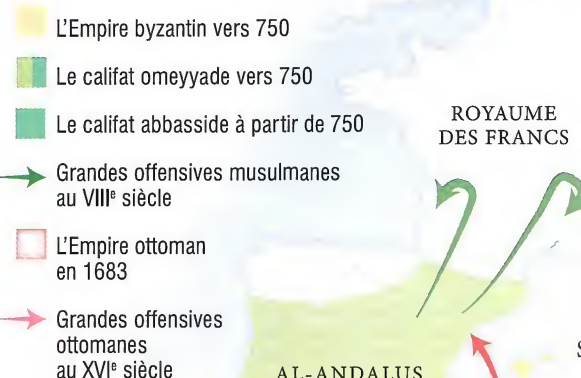 L'Empire byzantin vers 750
Le califat omeyyade vers 750
Le califat abbasside à partir de 750
Grandes offensives musulmanes
au VIIIᵉ siècle
L'Empire ottoman
en 1683
Grandes offensives
ottomanes
au XVIᵉ siècle
ROYAUME
DES FRANCS
AL-ANDALUS
S